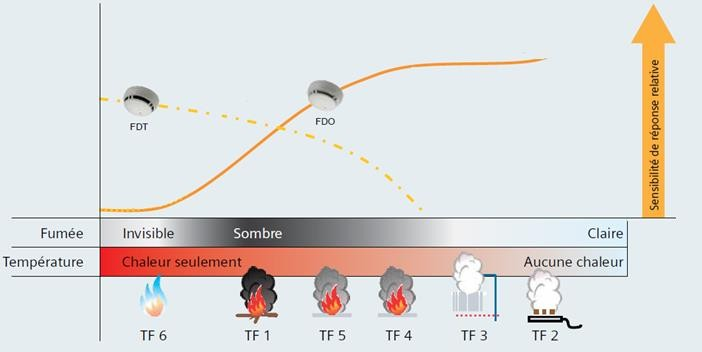 FDT
FDO
Sensibilité de réponse relative
Fumée Invisible Sombre Claire
Température Chaleur seulement Aucune chaleur
TF 6 TF 1 TF 5 TF 4 TF 3 TF 2